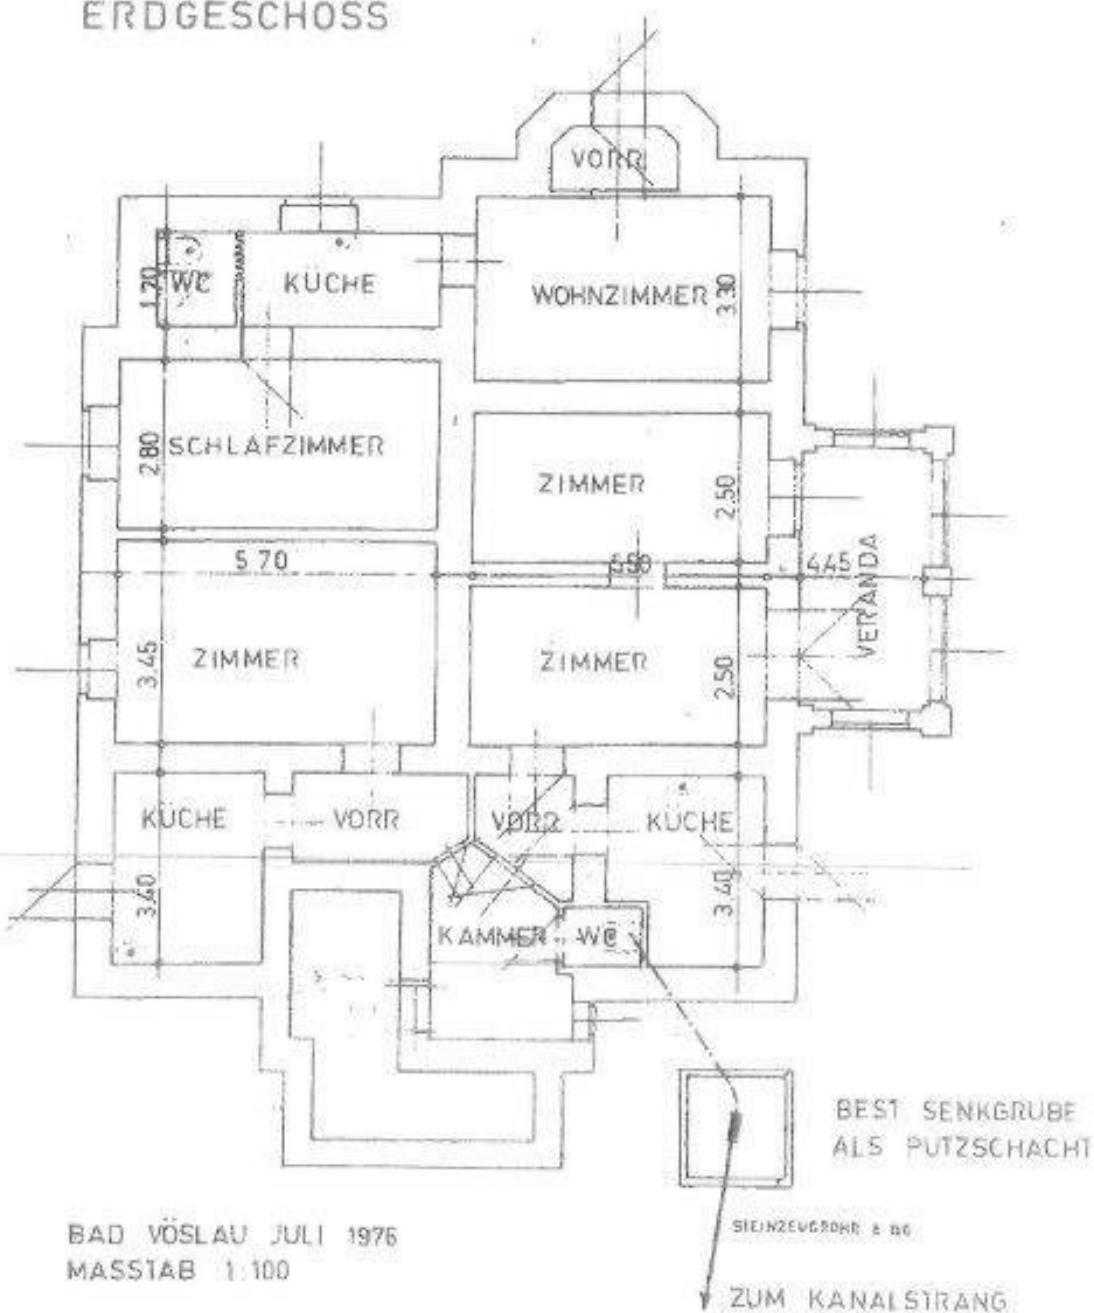 ERDGESCHOSS
VORR
WC
KÜCHE
1.70
WOHNZIMMER
3.30
SCHLAFZIMMER
2.80
ZIMMER
2.50
5 70
4.45
VERANDA
ZIMMER
3.45
ZIMMER
2.50
KÜCHE
VORR
VORR
KÜCHE
3.40
3.40
KAMMER
WC
BEST SENKGRUBE
ALS PUTZSCHACHT
STEINZEUGROHR
BAD VÖSLAU JULI 1976
MASSTAB 1:100
ZUM KANALSTRANG